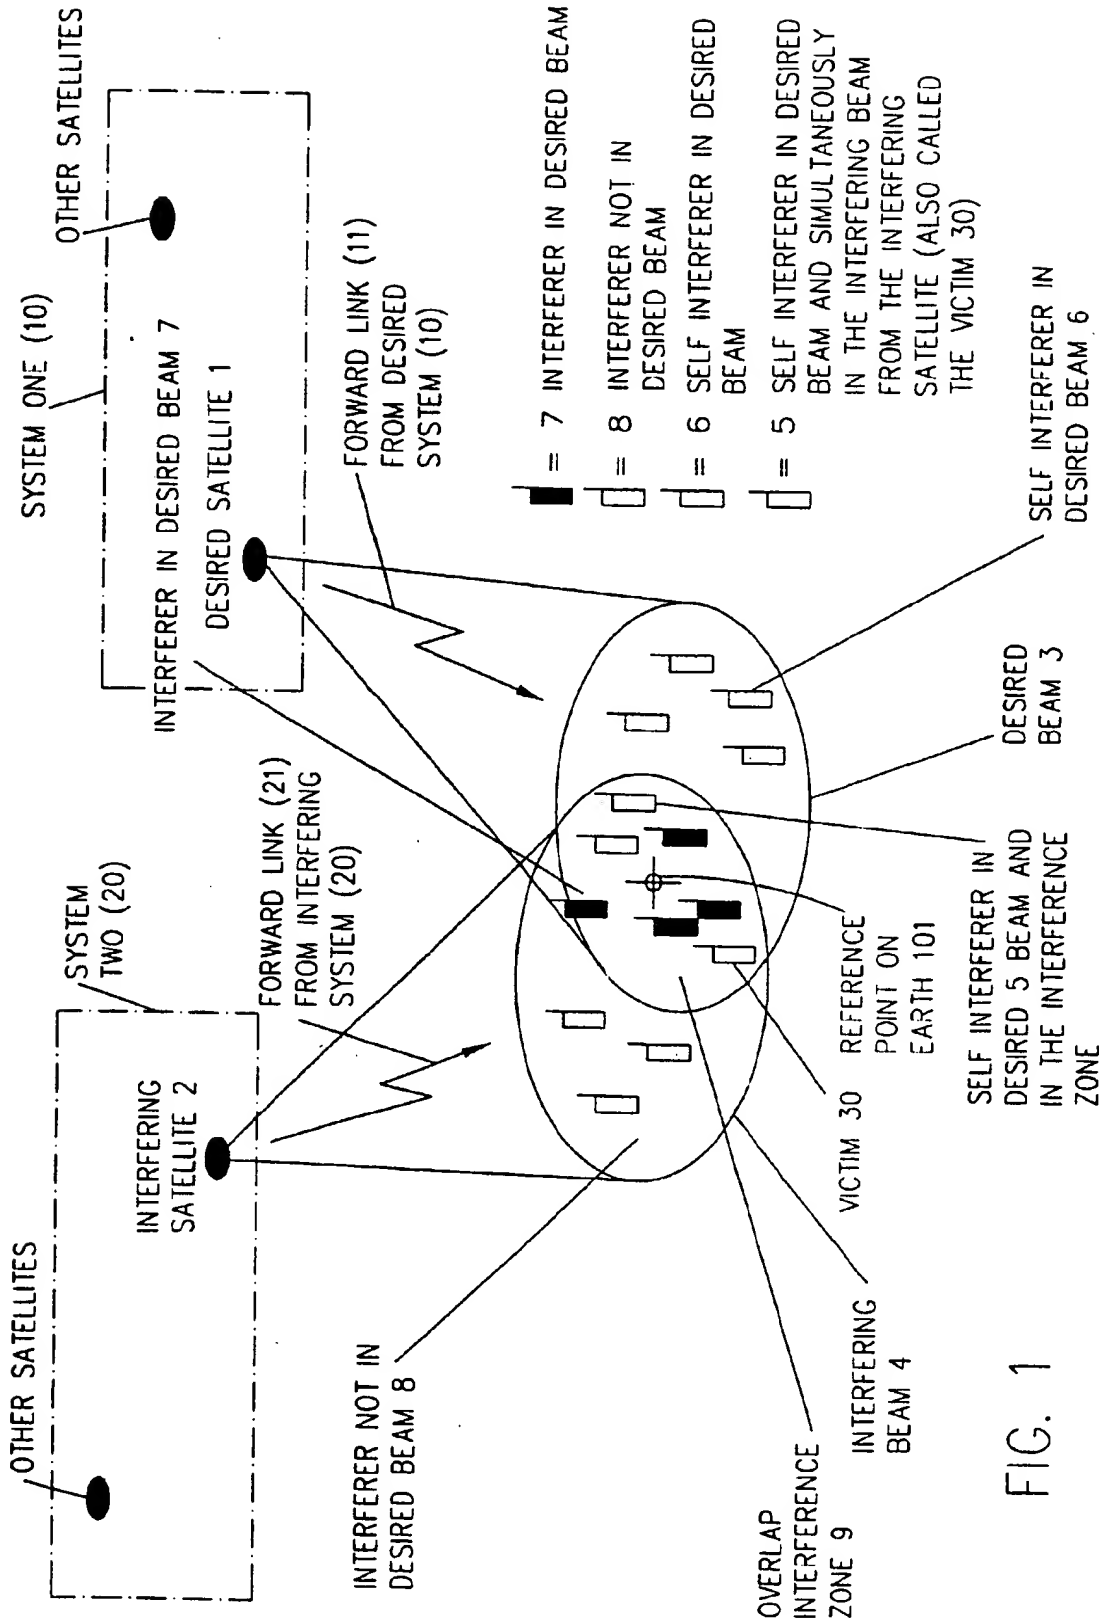 OTHER SATELLITES
SYSTEM
TWO (20)
INTERFERING
SATELLITE 2
FORWARD LINK (21)
FROM INTERFERING
SYSTEM (20)
SYSTEM ONE (10)
OTHER SATELLITES
INTERFERER IN DESIRED BEAM 7
DESIRED SATELLITE 1
FORWARD LINK (11)
FROM DESIRED
SYSTEM (10)
INTERFERER NOT IN
DESIRED BEAM 8
= 7 INTERFERER IN DESIRED BEAM
= 8 INTERFERER NOT IN
DESIRED BEAM
= 6 SELF INTERFERER IN DESIRED
BEAM
= 5 SELF INTERFERER IN DESIRED
BEAM AND SIMULTANEOUSLY
IN THE INTERFERING BEAM
FROM THE INTERFERING
SATELLITE (ALSO CALLED
THE VICTIM 30)
OVERLAP
INTERFERENCE
ZONE 9
INTERFERING
BEAM 4
VICTIM 30
REFERENCE
POINT ON
EARTH 101
SELF INTERFERER IN
DESIRED 5 BEAM AND
IN THE INTERFERENCE
ZONE
DESIRED
BEAM 3
SELF INTERFERER IN
DESIRED BEAM 6
FIG. 1